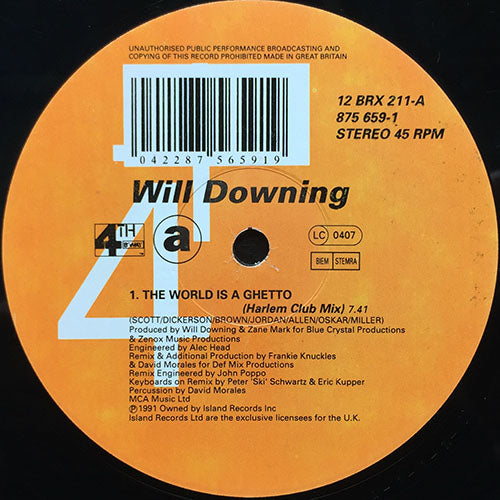 UNAUTHORISED PUBLIC PERFORMANCE BROADCASTING AND
COPYING OF THIS RECORD PROHIBITED MADE IN GREAT BRITAIN
12 BRX 211-A
875 659-1
STEREO 45 RPM
042287 565919
Will Downing
4TH
a
LC 0407
BIEM STEMRA
1. THE WORLD IS A GHETTO
(Harlem Club Mix) 7.41
(SCOTT/DICKERSON/BROWN/JORDAN/ALLEN/OSKAR/MILLER)
Produced by Will Downing & Zane Mark for Blue Crystal Productions
& Zenox Music Productions
Engineered by Alec Head
Remix & Additional Production by Frankie Knuckles
& David Morales for Def Mix Productions
Remix Engineered by John Poppo
Keyboards on Remix by Peter 'Ski' Schwartz & Eric Kupper
Percussion by David Morales
MCA Music Ltd
℗1991 Owned by Island Records Inc
Island Records Ltd are the exclusive licensees for the U.K.